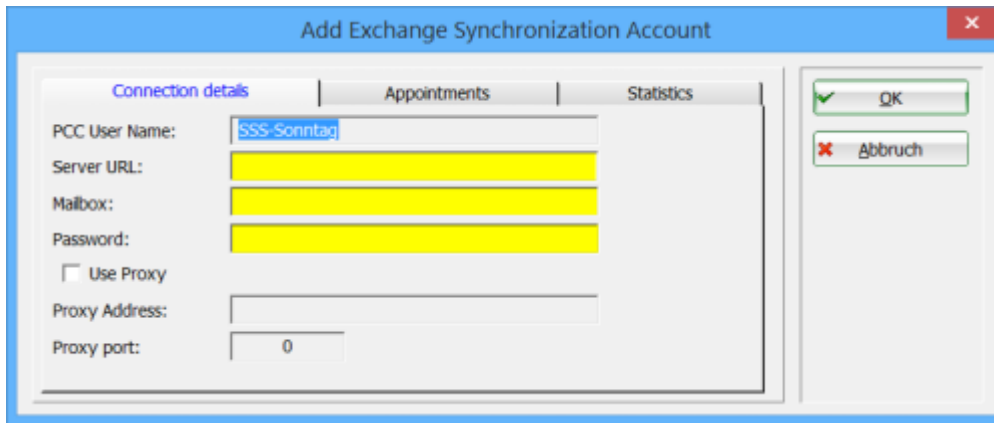 Add Exchange Synchronization Account
Connection details Appointments Statistics
PCC User Name: SSS-Sonntag
Server URL:
Mailbox:
Password:
Use Proxy
Proxy Address:
Proxy port: 0
OK
Abbruch